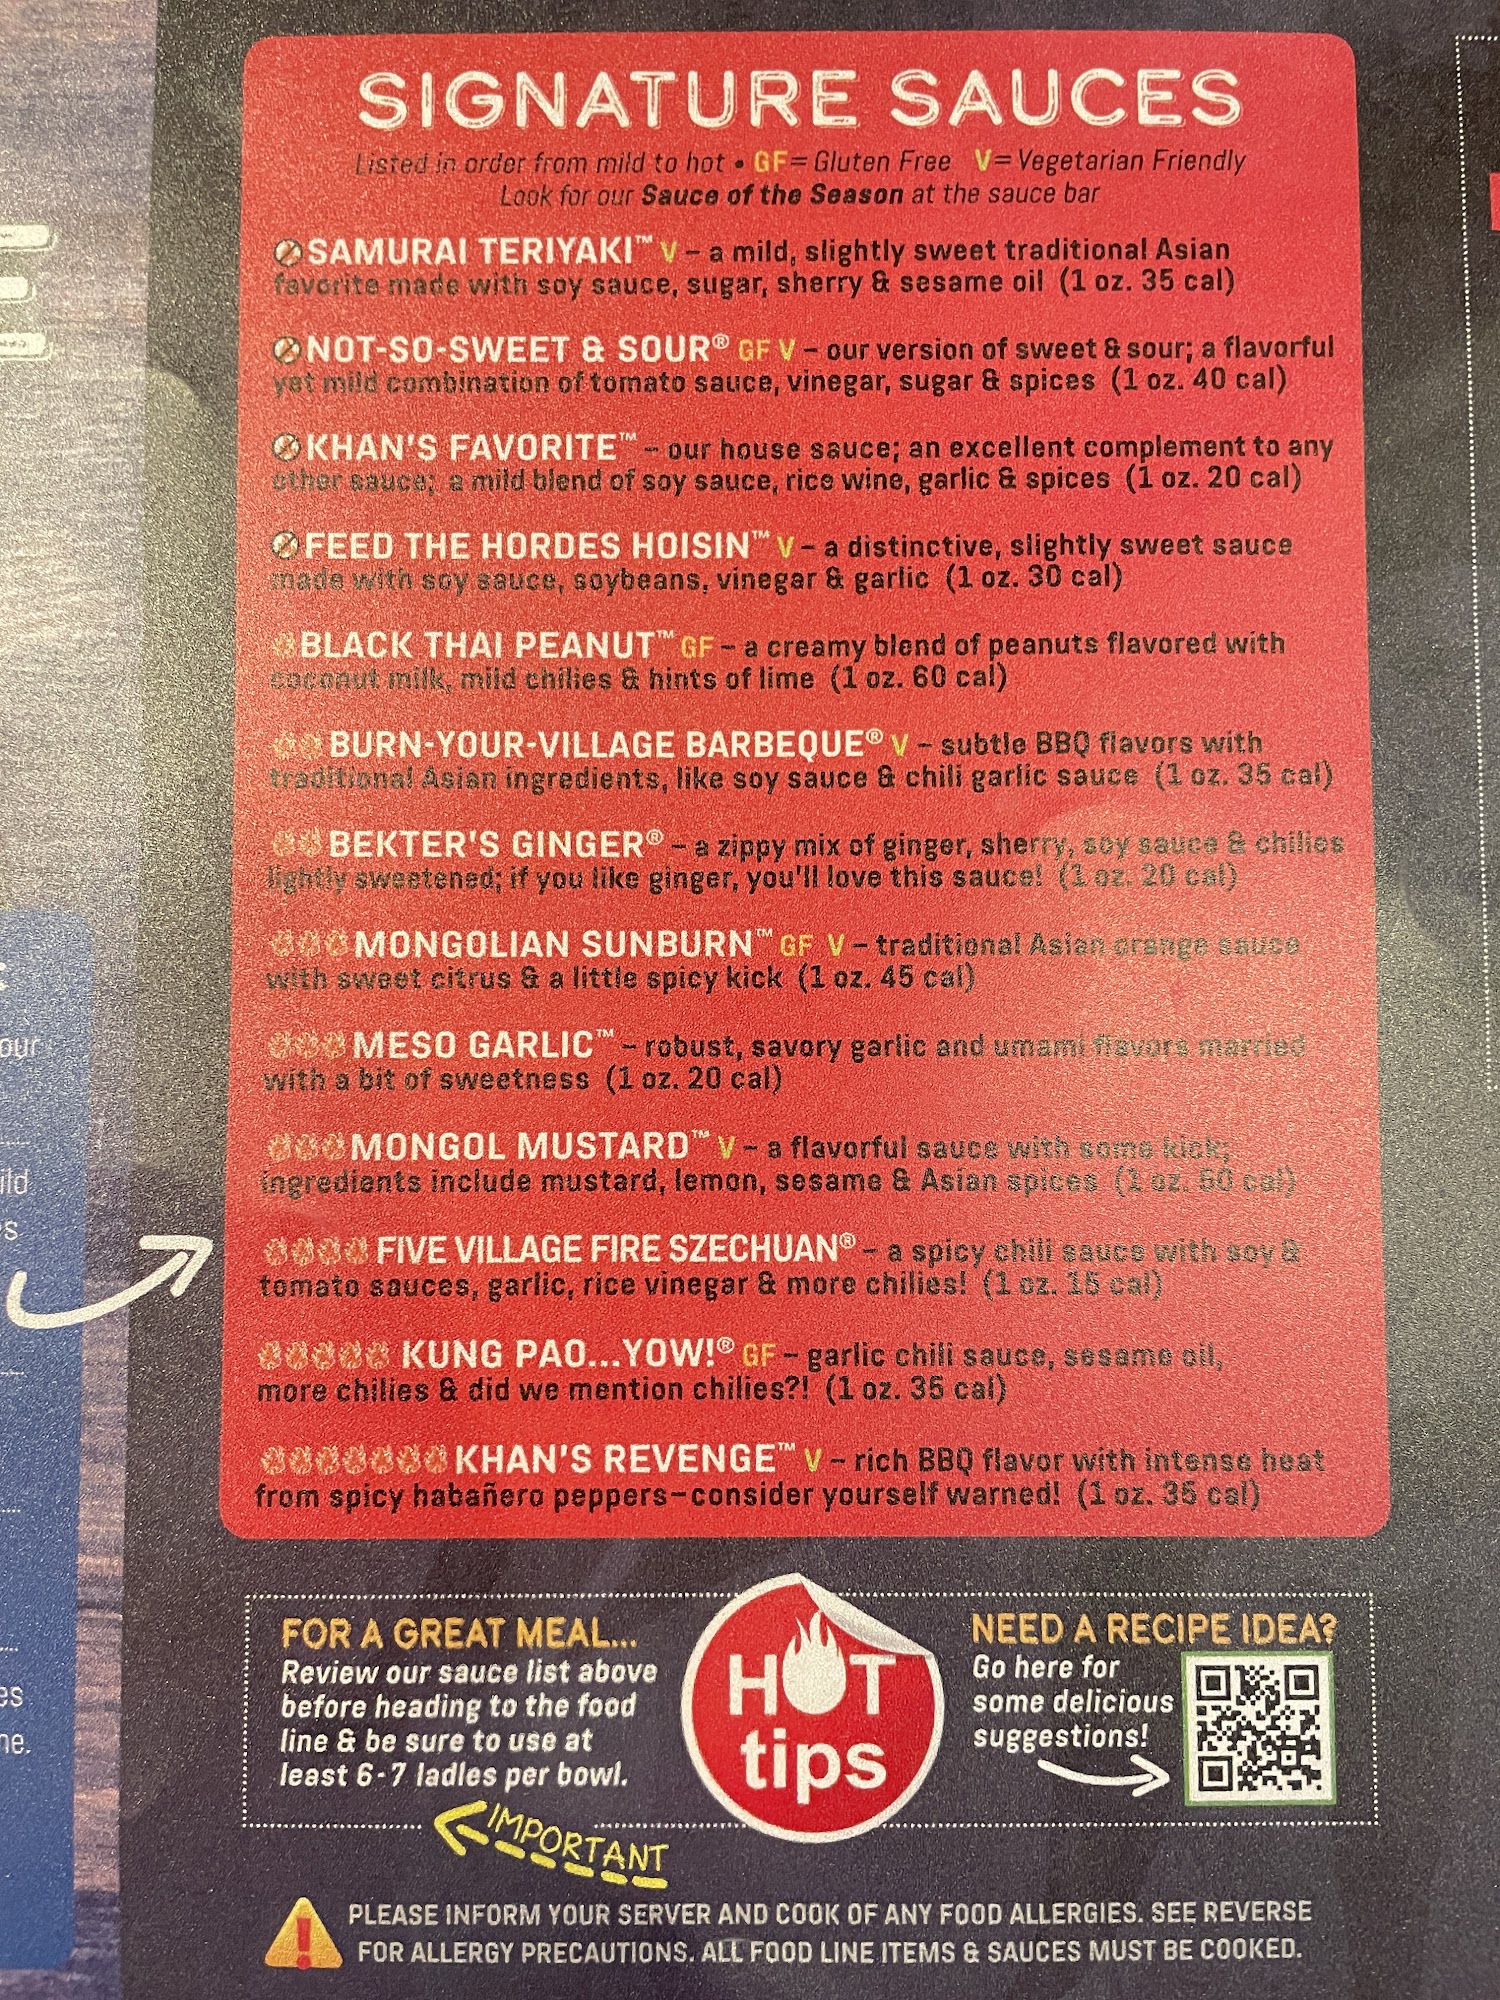 SIGNATURE SAUCES
Listed in order from mild to hot • GF= Gluten Free V= Vegetarian Friendly
Look for our Sauce of the Season at the sauce bar
SAMURAI TERIYAKI™ V – a mild, slightly sweet traditional Asian
favorite made with soy sauce, sugar, sherry & sesame oil (1 oz. 35 cal)
NOT-SO-SWEET & SOUR® GF V – our version of sweet & sour; a flavorful
yet mild combination of tomato sauce, vinegar, sugar & spices (1 oz. 40 cal)
KHAN'S FAVORITE™ – our house sauce; an excellent complement to any
other sauce; a mild blend of soy sauce, rice wine, garlic & spices (1 oz. 20 cal)
FEED THE HORDES HOISIN™ V – a distinctive, slightly sweet sauce
made with soy sauce, soybeans, vinegar & garlic (1 oz. 30 cal)
BLACK THAI PEANUT™ GF – a creamy blend of peanuts flavored with
coconut milk, mild chilies & hints of lime (1 oz. 60 cal)
BURN-YOUR-VILLAGE BARBEQUE® V – subtle BBQ flavors with
traditional Asian ingredients, like soy sauce & chili garlic sauce (1 oz. 35 cal)
BEKTER'S GINGER® – a zippy mix of ginger, sherry, soy sauce & chilies
lightly sweetened; if you like ginger, you'll love this sauce! (1 oz. 20 cal)
MONGOLIAN SUNBURN™ GF V – traditional Asian orange sauce
with sweet citrus & a little spicy kick (1 oz. 45 cal)
MESO GARLIC™ – robust, savory garlic and umami flavors married
with a bit of sweetness (1 oz. 20 cal)
MONGOL MUSTARD™ V – a flavorful sauce with some kick;
ingredients include mustard, lemon, sesame & Asian spices (1 oz. 60 cal)
FIVE VILLAGE FIRE SZECHUAN® – a spicy chili sauce with soy &
tomato sauces, garlic, rice vinegar & more chilies! (1 oz. 15 cal)
KUNG PAO...YOW!® GF – garlic chili sauce, sesame oil,
more chilies & did we mention chilies?! (1 oz. 35 cal)
KHAN'S REVENGE™ V – rich BBQ flavor with intense heat
from spicy habañero peppers–consider yourself warned! (1 oz. 35 cal)
FOR A GREAT MEAL...
Review our sauce list above
before heading to the food
line & be sure to use at
least 6-7 ladles per bowl.
IMPORTANT
HOT
tips
NEED A RECIPE IDEA?
Go here for
some delicious
suggestions!
PLEASE INFORM YOUR SERVER AND COOK OF ANY FOOD ALLERGIES. SEE REVERSE
FOR ALLERGY PRECAUTIONS. ALL FOOD LINE ITEMS & SAUCES MUST BE COOKED.